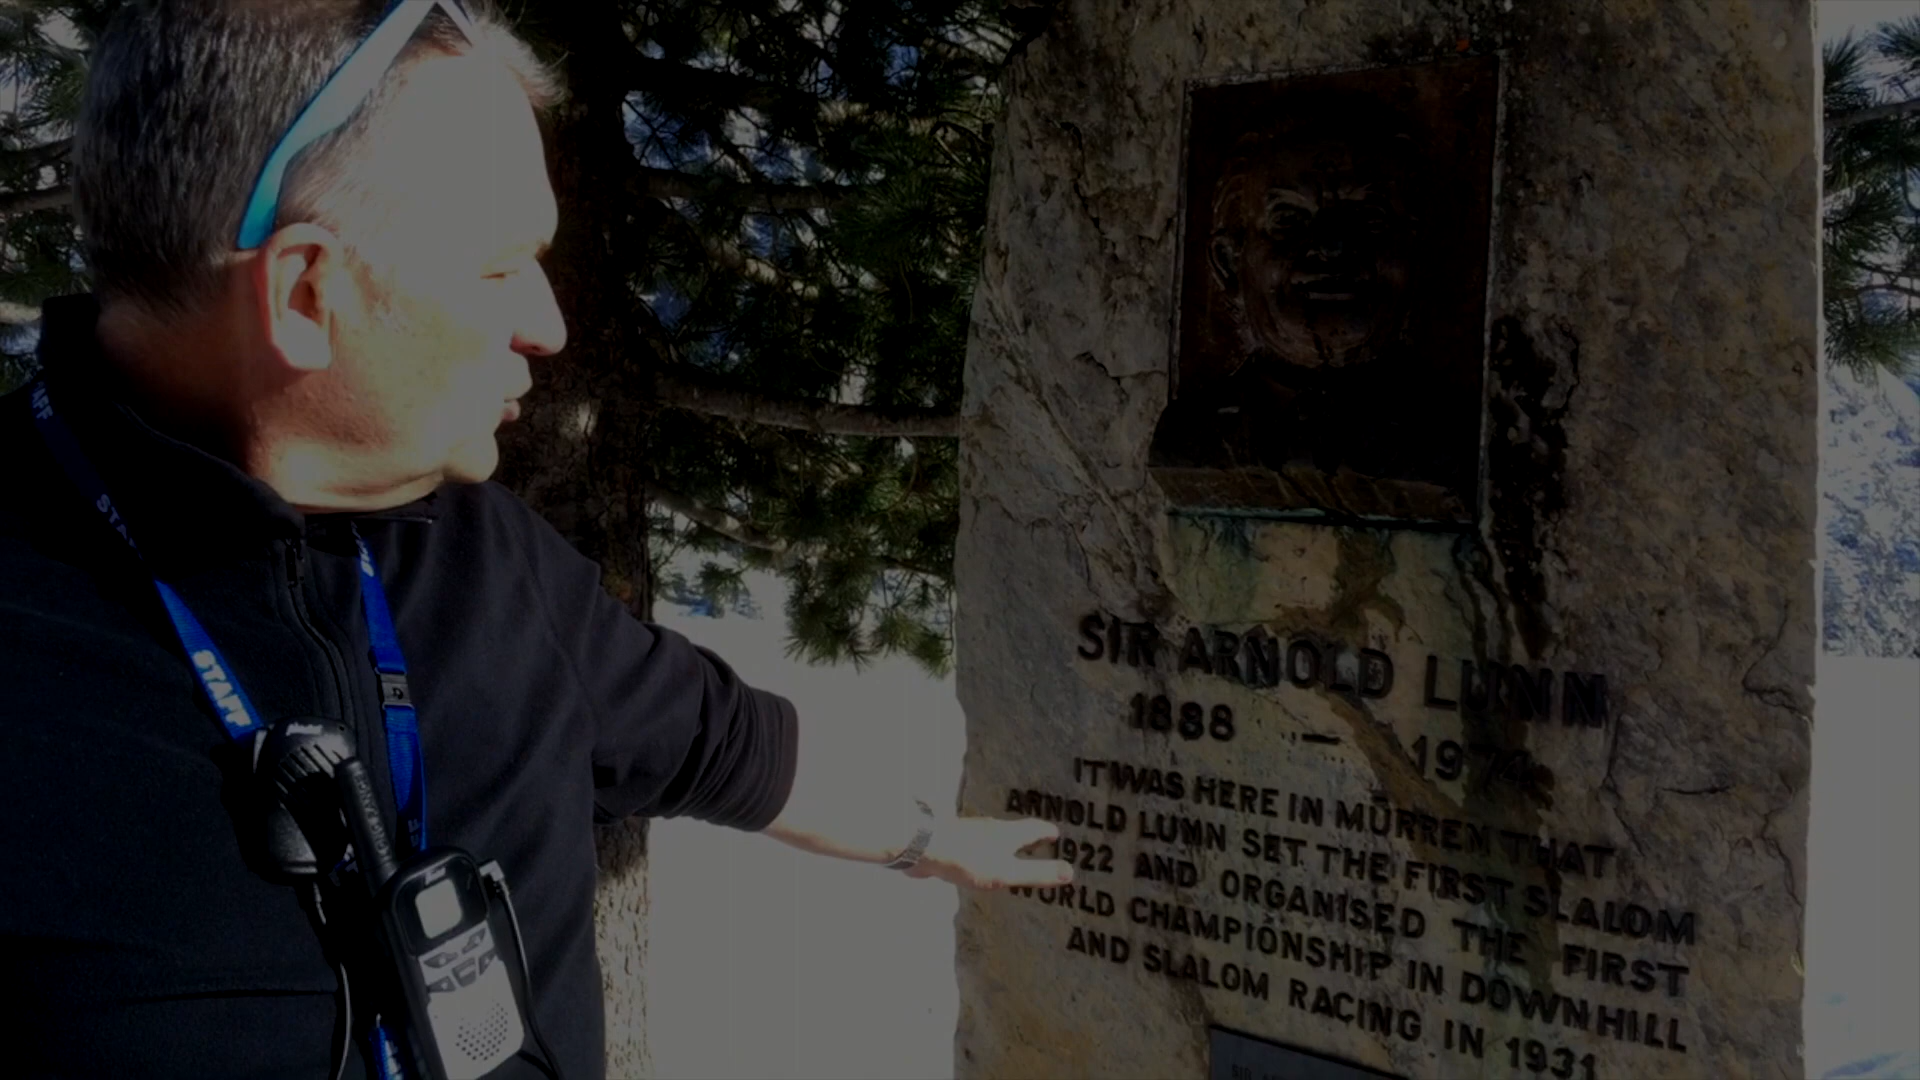 SIR ARNOLD LUNN
1888 — 1974
IT WAS HERE IN MÜRREN THAT
ARNOLD LUNN SET THE FIRST SLALOM
1922 AND ORGANISED THE FIRST
WORLD CHAMPIONSHIP IN DOWNHILL
AND SLALOM RACING IN 1931
STAFF